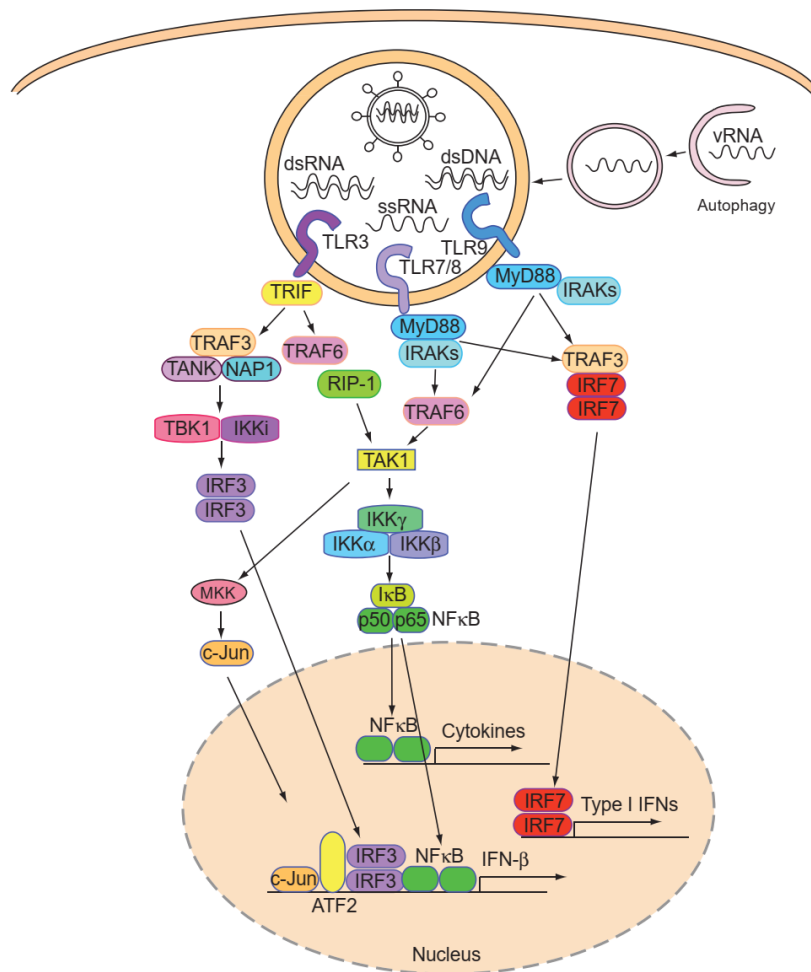 vRNA
dsRNA
dsDNA
Autophagy
ssRNA
TLR3
TLR9
TLR7/8
TRIF
MyD88
IRAKs
MyD88
IRAKs
TRAF3
TANK
NAP1
TRAF6
TRAF3
IRF7
IRF7
RIP-1
TRAF6
TBK1
IKKi
TAK1
IRF3
IRF3
IKKγ
IKKα
IKKβ
MKK
IκB
p50
p65
NFκB
c-Jun
NFκB
Cytokines
IRF7
IRF7
Type I IFNs
IRF3
IRF3
NFκB
IFN-β
c-Jun
ATF2
Nucleus